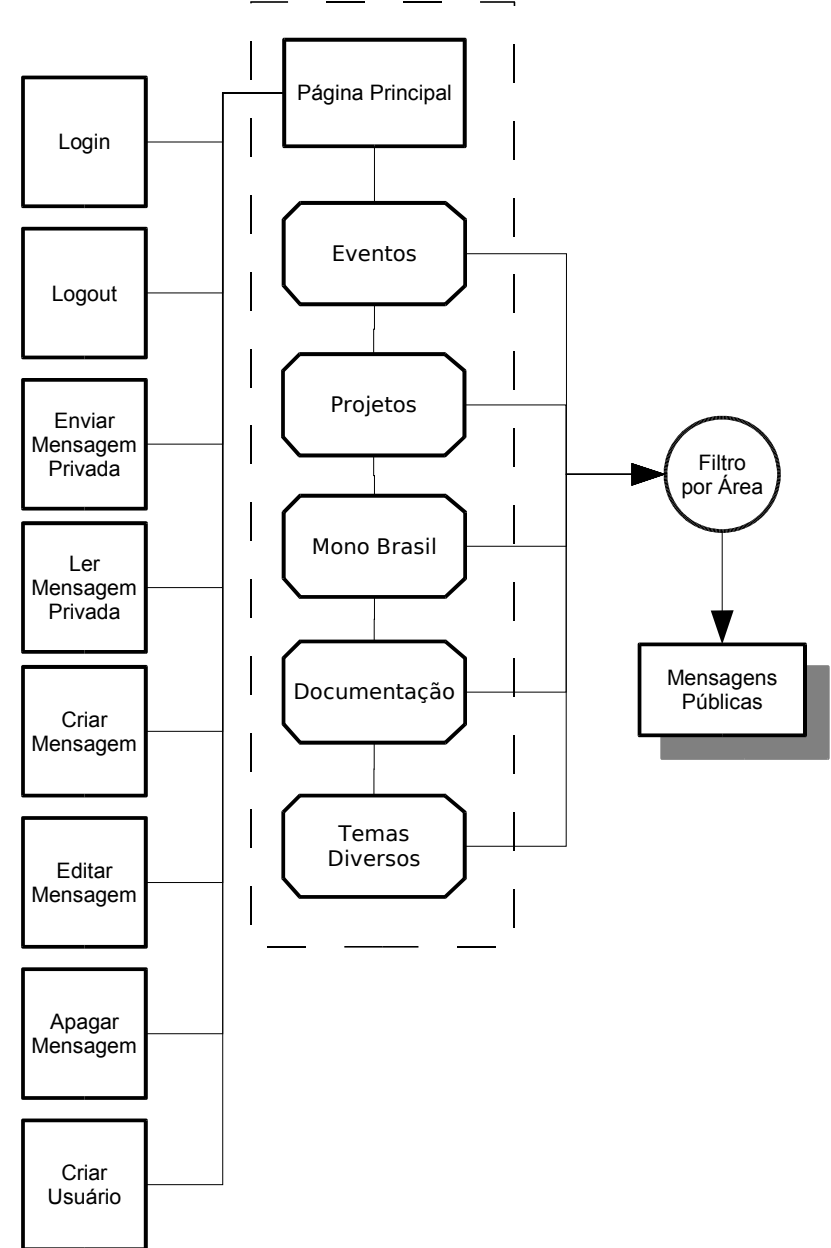 Página Principal
Login
Logout
Enviar
Mensagem
Privada
Ler
Mensagem
Privada
Criar
Mensagem
Editar
Mensagem
Apagar
Mensagem
Criar
Usuário
Eventos
Projetos
Mono Brasil
Documentação
Temas
Diversos
Filtro
por Área
Mensagens
Públicas